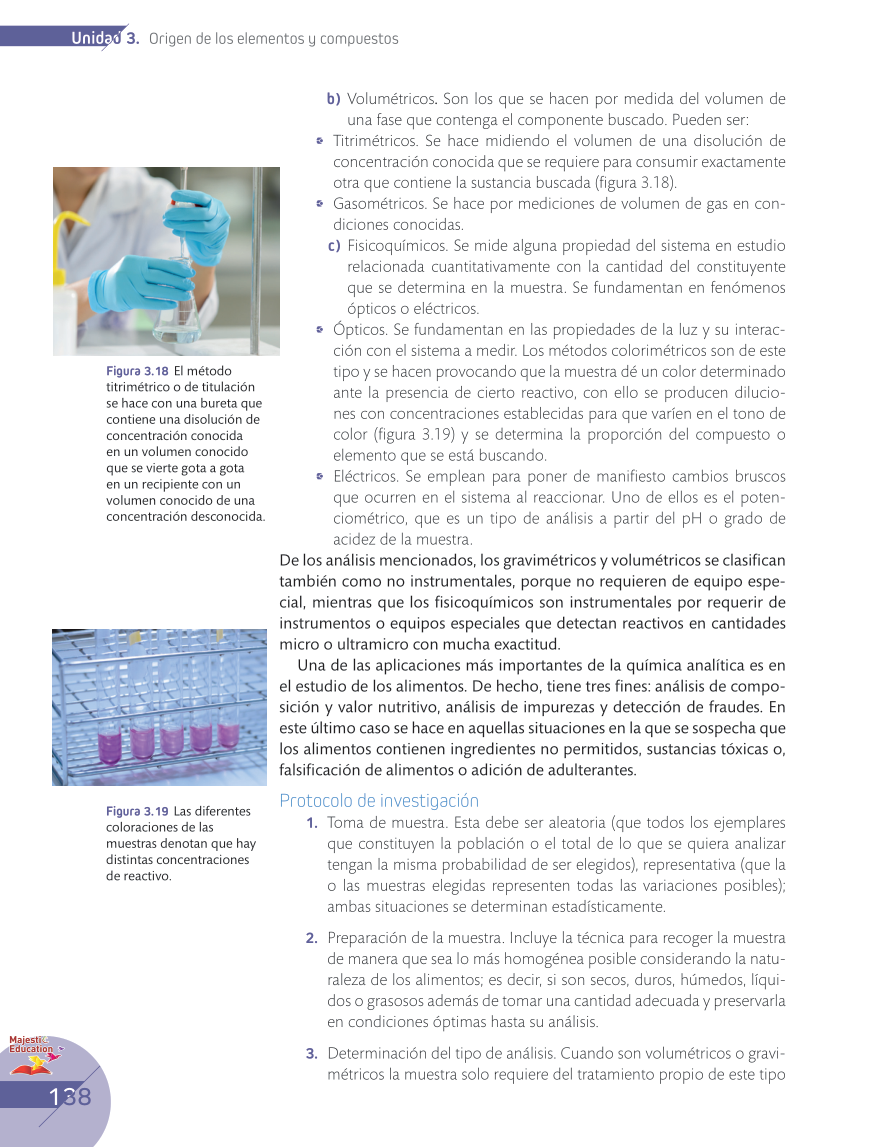 Unidad 3. Origen de los elementos y compuestos
b) Volumétricos. Son los que se hacen por medida del volumen de
una fase que contenga el componente buscado. Pueden ser:
Titrimétricos. Se hace midiendo el volumen de una disolución de
concentración conocida que se requiere para consumir exactamente
otra que contiene la sustancia buscada (figura 3.18).
Gasométricos. Se hace por mediciones de volumen de gas en con-
diciones conocidas.
c) Fisicoquímicos. Se mide alguna propiedad del sistema en estudio
relacionada cuantitativamente con la cantidad del constituyente
que se determina en la muestra. Se fundamentan en fenómenos
ópticos o eléctricos.
Ópticos. Se fundamentan en las propiedades de la luz y su interac-
ción con el sistema a medir. Los métodos colorimétricos son de este
tipo y se hacen provocando que la muestra dé un color determinado
ante la presencia de cierto reactivo, con ello se producen dilucio-
nes con concentraciones establecidas para que varíen en el tono de
color (figura 3.19) y se determina la proporción del compuesto o
elemento que se está buscando.
Eléctricos. Se emplean para poner de manifiesto cambios bruscos
que ocurren en el sistema al reaccionar. Uno de ellos es el poten-
ciométrico, que es un tipo de análisis a partir del pH o grado de
acidez de la muestra.
De los análisis mencionados, los gravimétricos y volumétricos se clasifican
también como no instrumentales, porque no requieren de equipo espe-
cial, mientras que los fisicoquímicos son instrumentales por requerir de
instrumentos o equipos especiales que detectan reactivos en cantidades
micro o ultramicro con mucha exactitud.
Una de las aplicaciones más importantes de la química analítica es en
el estudio de los alimentos. De hecho, tiene tres fines: análisis de compo-
sición y valor nutritivo, análisis de impurezas y detección de fraudes. En
este último caso se hace en aquellas situaciones en la que se sospecha que
los alimentos contienen ingredientes no permitidos, sustancias tóxicas o,
falsificación de alimentos o adición de adulterantes.
Protocolo de investigación
1. Toma de muestra. Esta debe ser aleatoria (que todos los ejemplares
que constituyen la población o el total de lo que se quiera analizar
tengan la misma probabilidad de ser elegidos), representativa (que la
o las muestras elegidas representen todas las variaciones posibles);
ambas situaciones se determinan estadísticamente.
2. Preparación de la muestra. Incluye la técnica para recoger la muestra
de manera que sea lo más homogénea posible considerando la natu-
raleza de los alimentos; es decir, si son secos, duros, húmedos, líqui-
dos o grasosos además de tomar una cantidad adecuada y preservarla
en condiciones óptimas hasta su análisis.
3. Determinación del tipo de análisis. Cuando son volumétricos o gravi-
métricos la muestra solo requiere del tratamiento propio de este tipo
Figura 3.18 El método
titrimétrico o de titulación
se hace con una bureta que
contiene una disolución de
concentración conocida
en un volumen conocido
que se vierte gota a gota
en un recipiente con un
volumen conocido de una
concentración desconocida.
Figura 3.19 Las diferentes
coloraciones de las
muestras denotan que hay
distintas concentraciones
de reactivo.
Majestic
Education
138